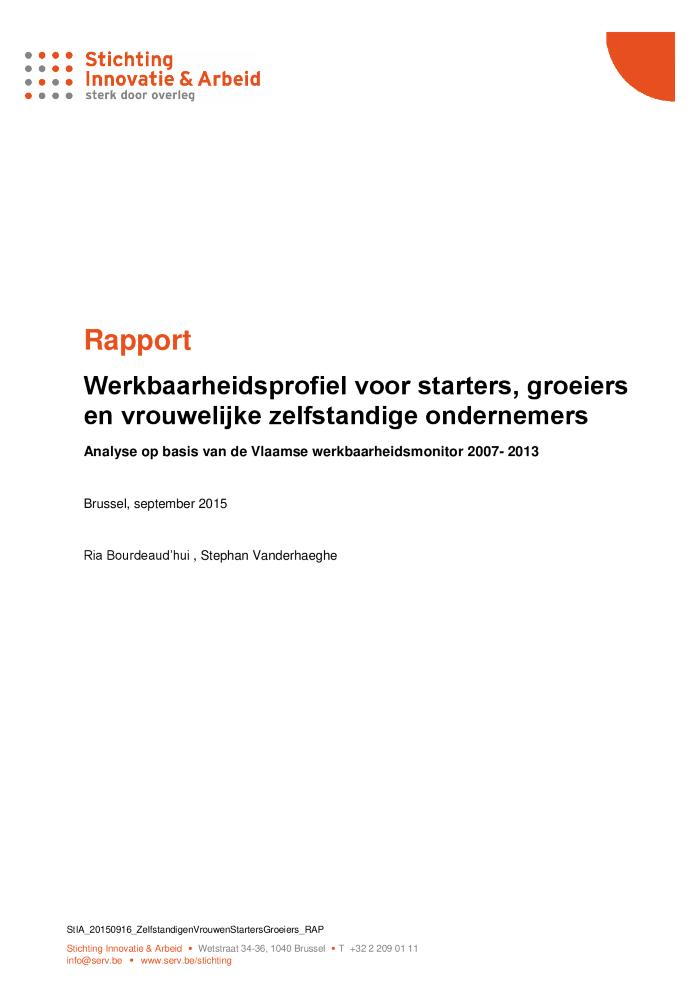 Stichting
Innovatie & Arbeid
sterk door overleg
Rapport
Werkbaarheidsprofiel voor starters, groeiers
en vrouwelijke zelfstandige ondernemers
Analyse op basis van de Vlaamse werkbaarheidsmonitor 2007- 2013
Brussel, september 2015
Ria Bourdeaud'hui , Stephan Vanderhaeghe
StIA_20150916_ZelfstandigenVrouwenStartersGroeiers_RAP
Stichting Innovatie & Arbeid ▪ Wetstraat 34-36, 1040 Brussel ▪ T +32 2 209 01 11
info@serv.be ▪ www.serv.be/stichting